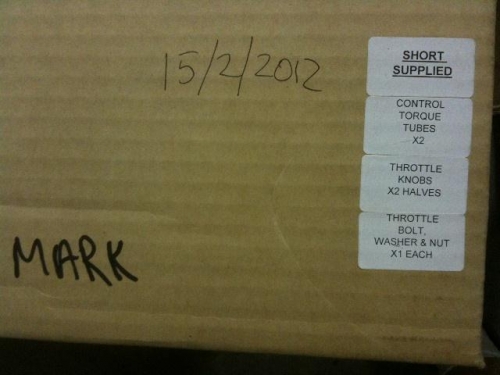 15/2/2012
SHORT
SUPPLIED
CONTROL
TORQUE
TUBES
X2
THROTTLE
KNOBS
X2 HALVES
THROTTLE
BOLT,
WASHER & NUT
X1 EACH
MARK